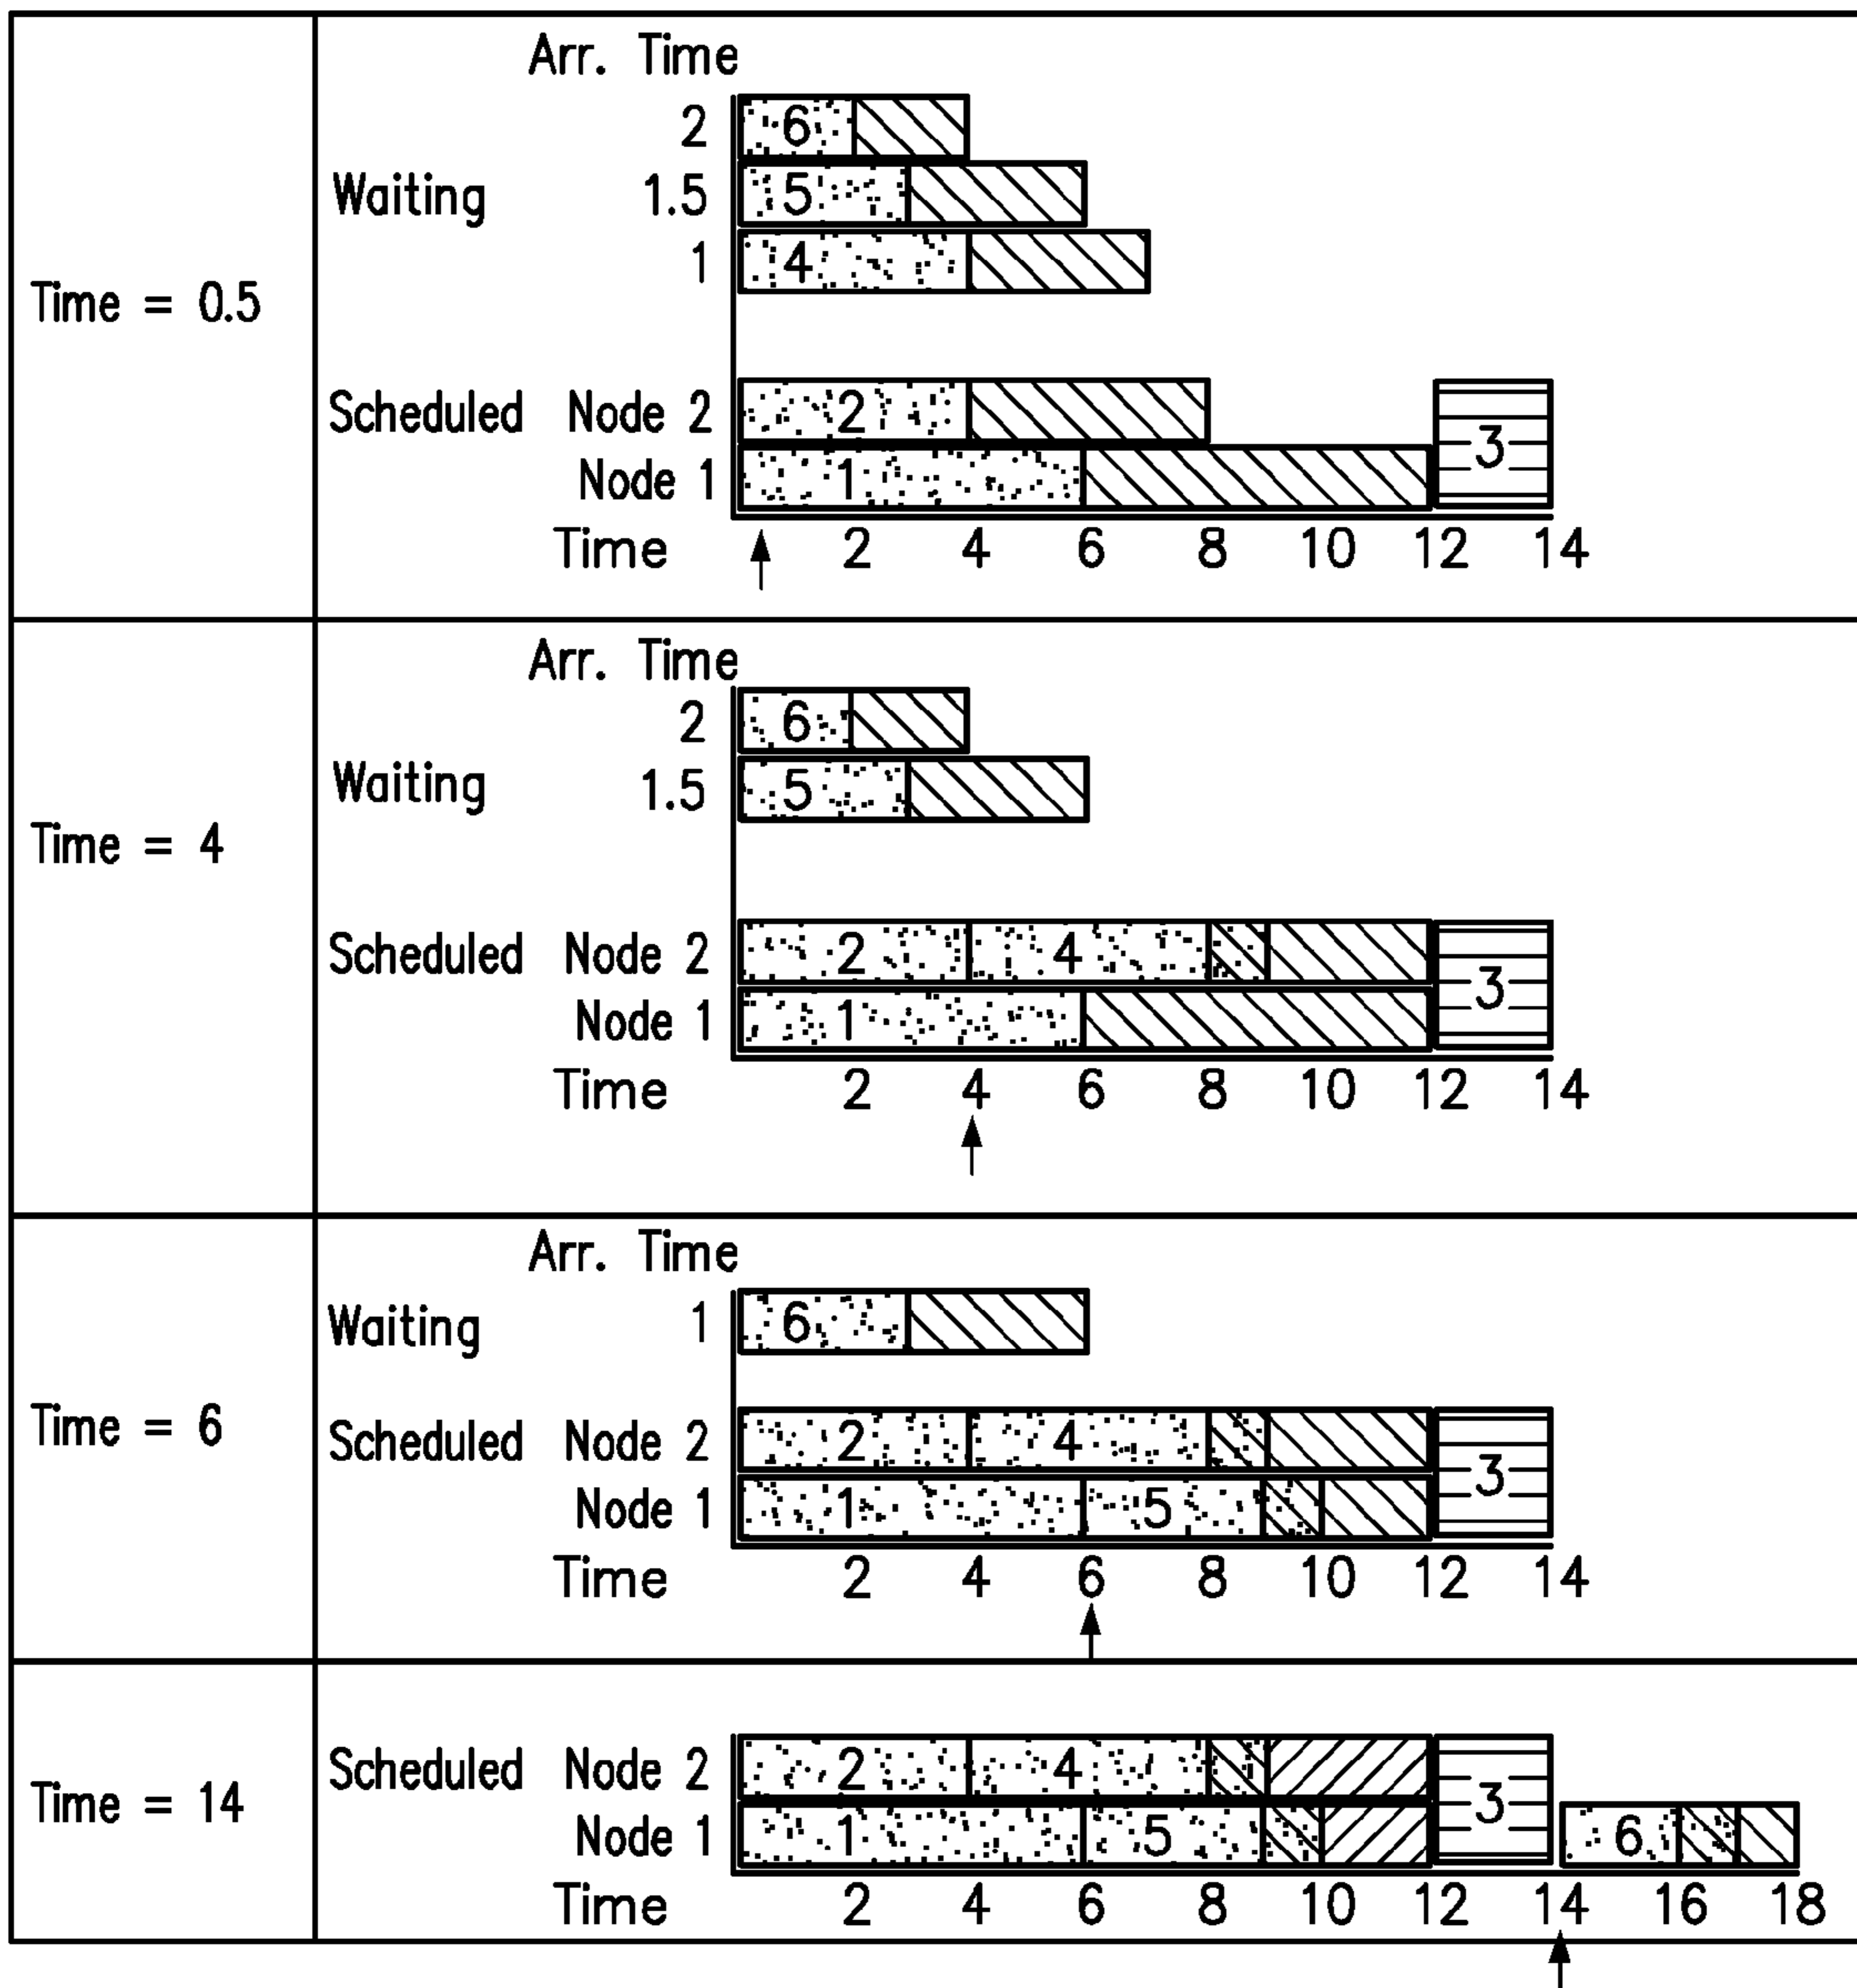 Time = 0.5
Arr. Time
2 6
Waiting 1.5 5
1 4
Scheduled Node 2 2
3
Node 1 1
Time 2 4 6 8 10 12 14
Time = 4
Arr. Time
2 6
Waiting 1.5 5
Scheduled Node 2 2 4
3
Node 1 1
Time 2 4 6 8 10 12 14
Time = 6
Arr. Time
Waiting 1 6
Scheduled Node 2 2 4
3
Node 1 1 5
Time 2 4 6 8 10 12 14
Time = 14
Scheduled Node 2 2 4
3
Node 1 1 5 6
Time 2 4 6 8 10 12 14 16 18